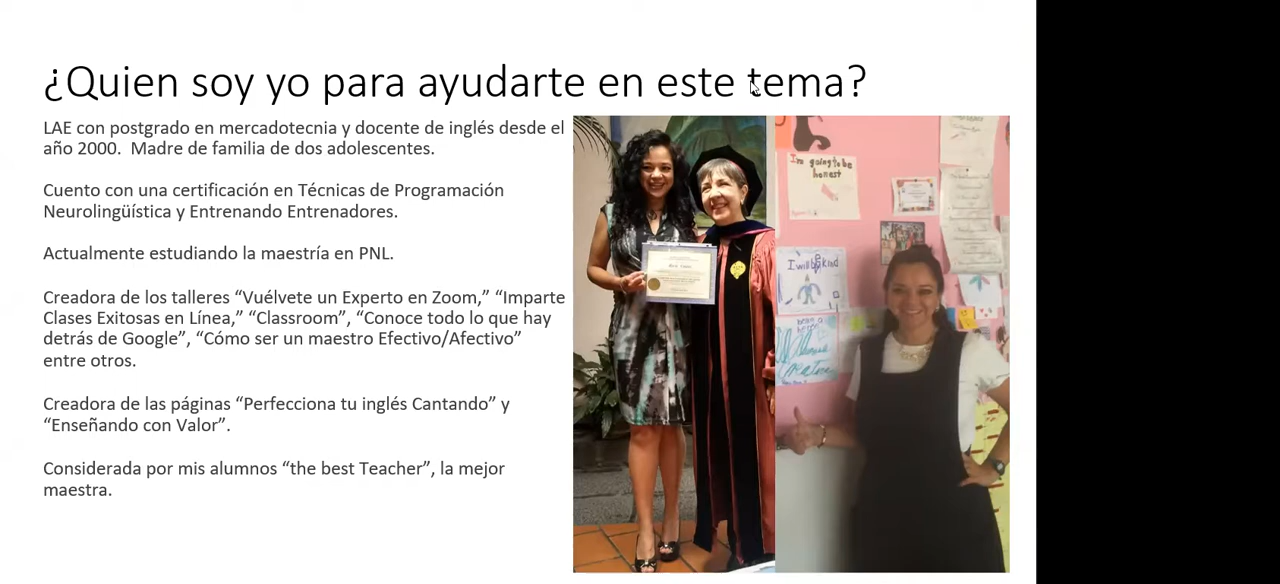 ¿Quien soy yo para ayudarte en este tema?
LAE con postgrado en mercadotecnia y docente de inglés desde el
año 2000. Madre de familia de dos adolescentes.
Cuento con una certificación en Técnicas de Programación
Neurolingüística y Entrenando Entrenadores.
Actualmente estudiando la maestría en PNL.
Creadora de los talleres “Vuélvete un Experto en Zoom,” “Imparte
Clases Exitosas en Línea,” “Classroom”, “Conoce todo lo que hay
detrás de Google”, “Cómo ser un maestro Efectivo/Afectivo”
entre otros.
Creadora de las páginas “Perfecciona tu inglés Cantando” y
“Enseñando con Valor”.
Considerada por mis alumnos “the best Teacher”, la mejor
maestra.
I'm going to be
honest
I will be kind